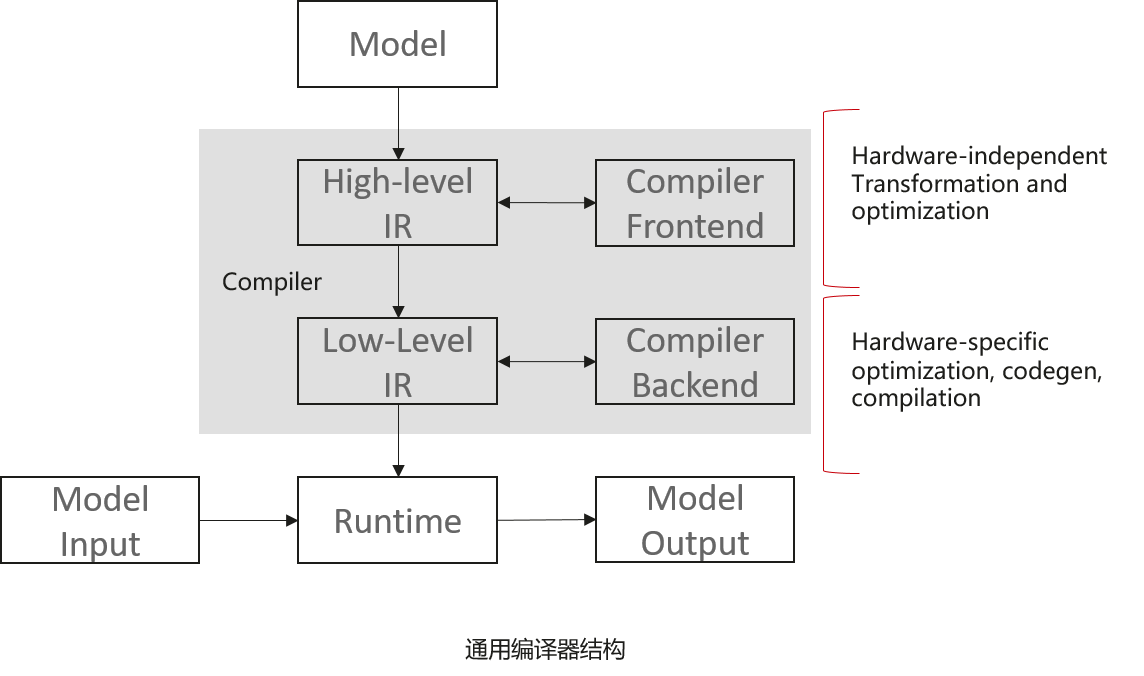 Model
High-level
IR
Compiler
Frontend
Hardware-independent
Transformation and
optimization
Compiler
Low-Level
IR
Compiler
Backend
Hardware-specific
optimization, codegen,
compilation
Model
Input
Runtime
Model
Output
通用编译器结构